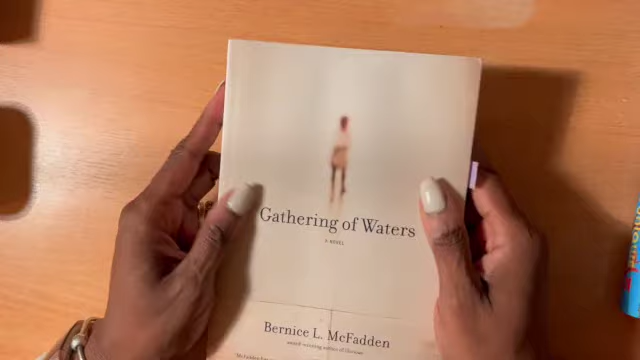 Gathering of Waters
A NOVEL
Bernice L. McFadden
award-winning author of Glorious